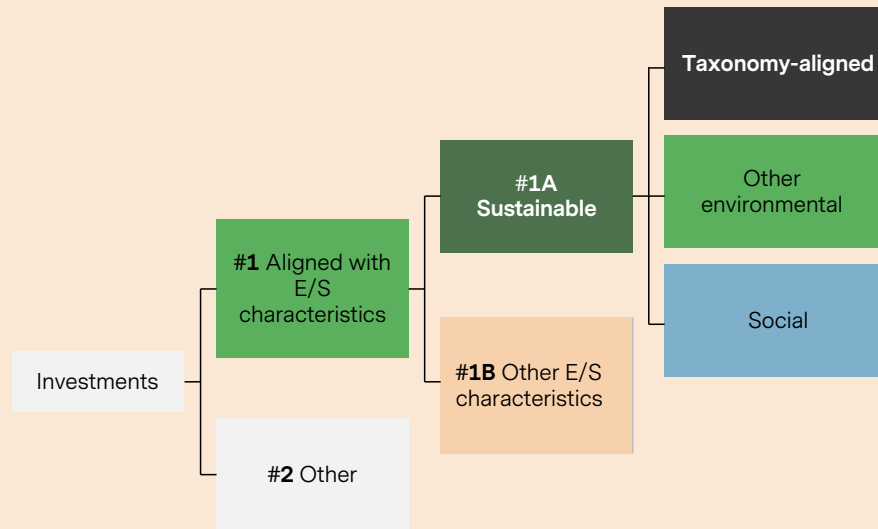 Taxonomy-aligned
Other
environmental
Social
#1A
Sustainable
#1B Other E/S
characteristics
#1 Aligned with
E/S
characteristics
#2 Other
Investments